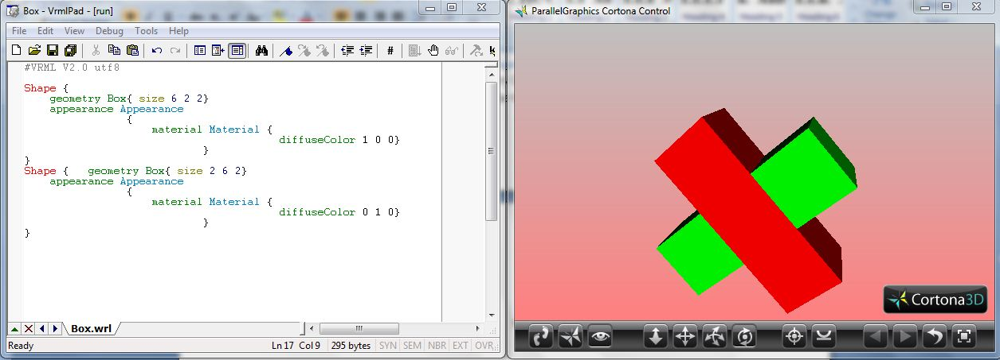 Box - VrmlPad - [run]
File Edit View Debug Tools Help
#VRML V2.0 utf8
Shape {
geometry Box{ size 6 2 2}
appearance Appearance
{
material Material {
diffuseColor 1 0 0}
}
}
Shape { geometry Box{ size 2 6 2}
appearance Appearance
{
material Material {
diffuseColor 0 1 0}
}
}
Box.wrl
Ready Ln 17 Col 9 295 bytes SYN SEM NBR EXT OVR
ParallelGraphics Cortona Control
Cortona3D